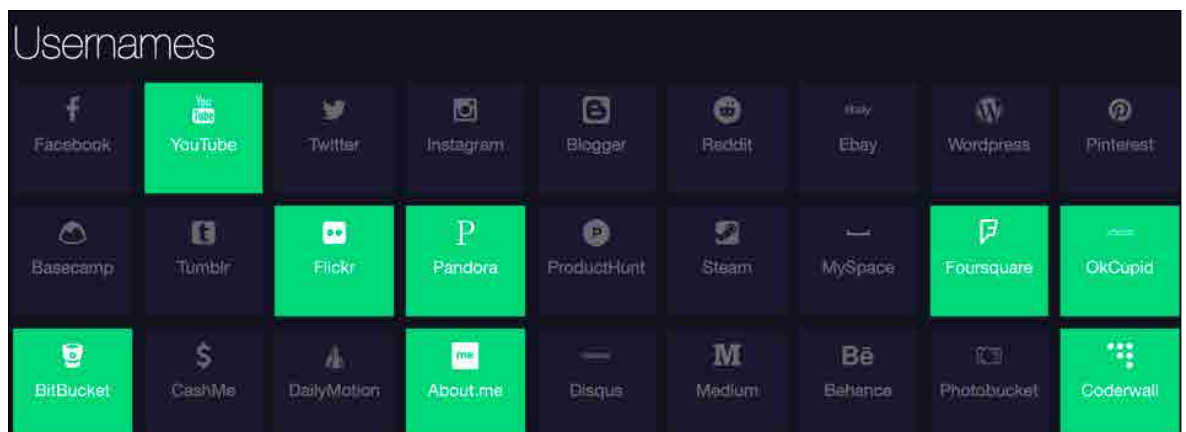 Usernames
Facebook YouTube Twitter Instagram Blogger Reddit Ebay Wordpress Pinterest
Basecamp Tumblr Flickr Pandora ProductHunt Steam MySpace Foursquare OkCupid
BitBucket CashMe DailyMotion About.me Disqus Medium Behance Photobucket Coderwall